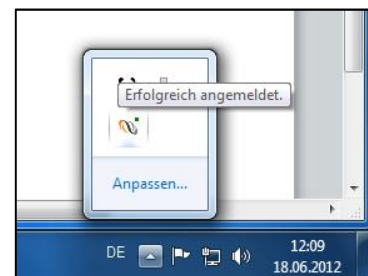 Erfolgreich angemeldet.
Anpassen...
DE
12:09
18.06.2012